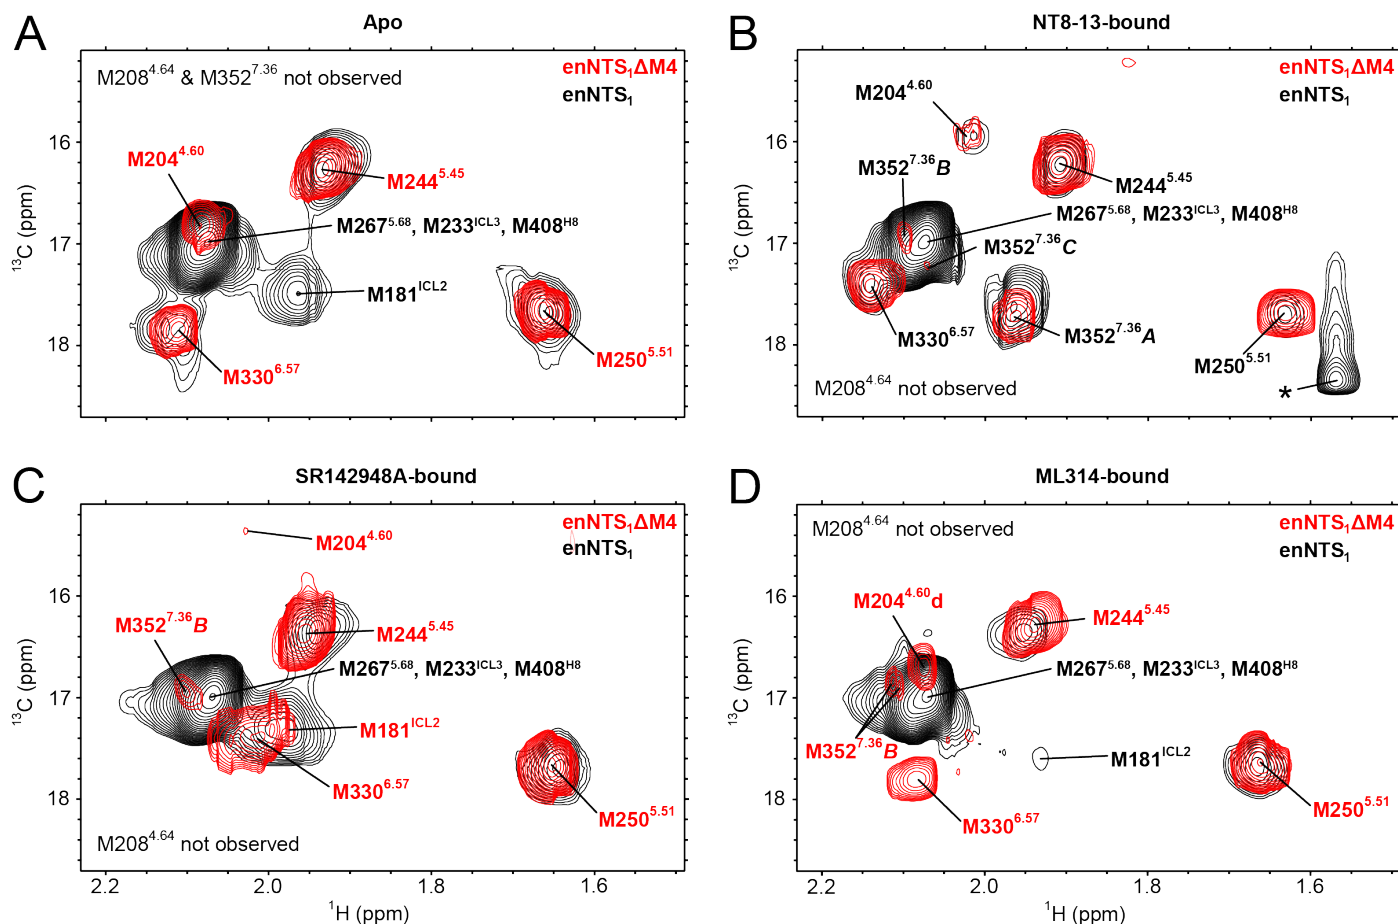 A
Apo
M208^4.64 & M352^7.36 not observed
enNTS₁ΔM4
enNTS₁
M204^4.60
M244^5.45
M267^5.68, M233^ICL3, M408^H8
M181^ICL2
M250^5.51
M330^6.57
16
17
18
¹³C (ppm)
B
NT8-13-bound
enNTS₁ΔM4
enNTS₁
M204^4.60
M352^7.36B
M244^5.45
M267^5.68, M233^ICL3, M408^H8
M352^7.36C
M330^6.57
M352^7.36A
M250^5.51
*
M208^4.64 not observed
16
17
18
¹³C (ppm)
C
SR142948A-bound
enNTS₁ΔM4
enNTS₁
M204^4.60
M352^7.36B
M244^5.45
M267^5.68, M233^ICL3, M408^H8
M181^ICL2
M330^6.57
M250^5.51
M208^4.64 not observed
16
17
18
¹³C (ppm)
2.2
2.0
1.8
1.6
¹H (ppm)
D
ML314-bound
M208^4.64 not observed
enNTS₁ΔM4
enNTS₁
M204^4.60d
M244^5.45
M267^5.68, M233^ICL3, M408^H8
M352^7.36B
M181^ICL2
M250^5.51
M330^6.57
16
17
18
¹³C (ppm)
2.2
2.0
1.8
1.6
¹H (ppm)